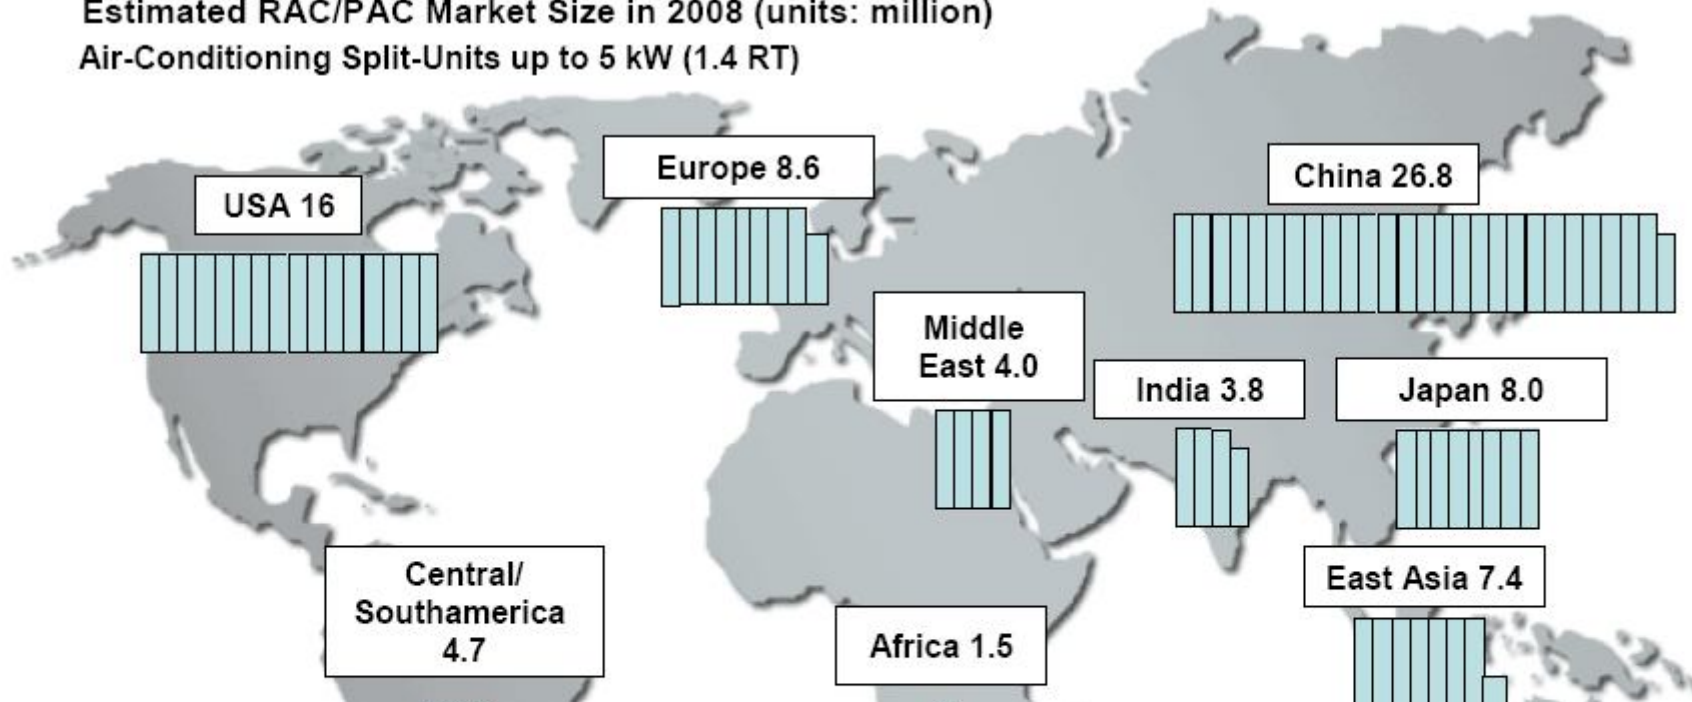 Estimated RAC/PAC Market Size in 2008 (units: million)
Air-Conditioning Split-Units up to 5 kW (1.4 RT)
Europe 8.6
China 26.8
USA 16
Middle
East 4.0
India 3.8
Japan 8.0
Central/
Southamerica
4.7
East Asia 7.4
Africa 1.5